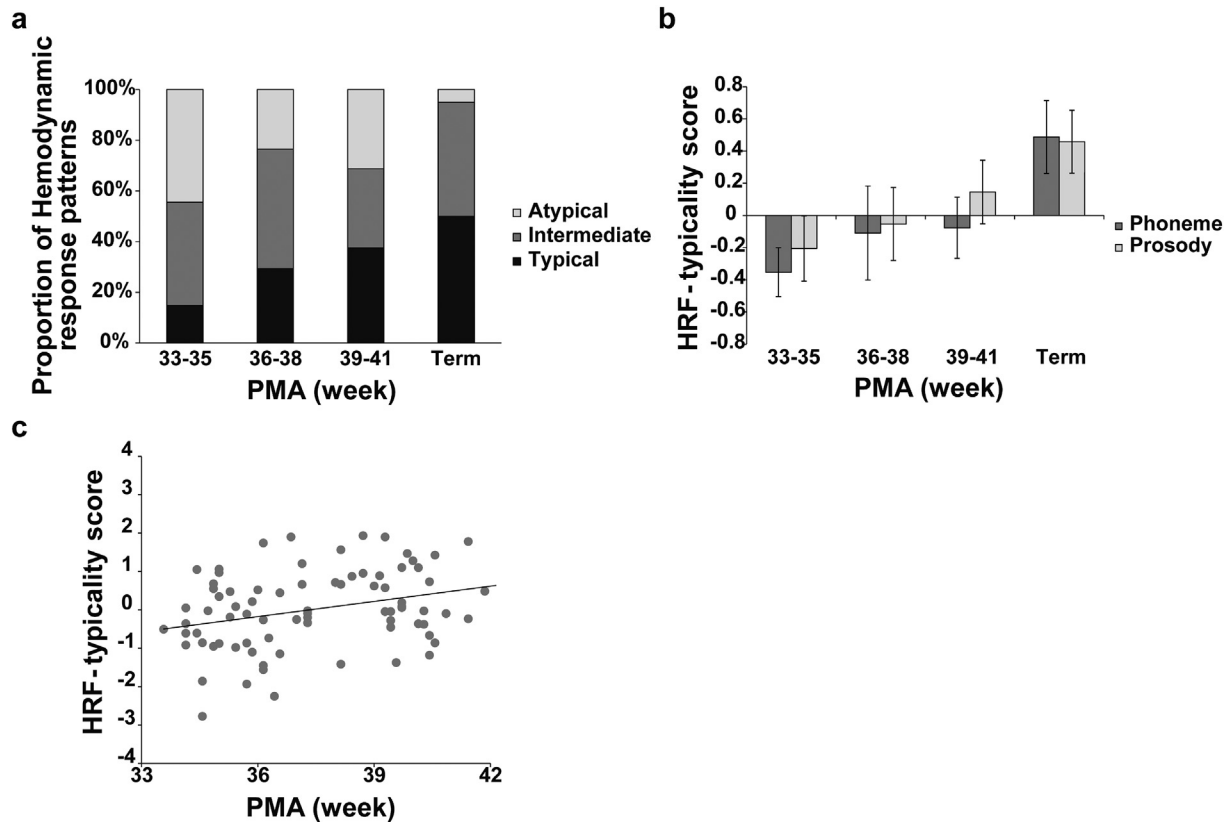 a
Proportion of Hemodynamic
response patterns
100%
80%
60%
40%
20%
0%
33-35 36-38 39-41 Term
PMA (week)
Atypical
Intermediate
Typical
b
HRF-typicality score
0.8
0.6
0.4
0.2
0
-0.2
-0.4
-0.6
-0.8
33-35 36-38 39-41 Term
PMA (week)
Phoneme
Prosody
c
HRF-typicality score
4
3
2
1
0
-1
-2
-3
-4
33 36 39 42
PMA (week)